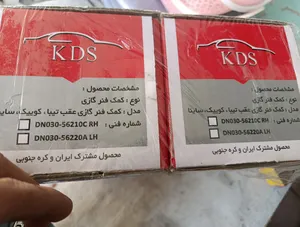 KDS
مشخصات محصول :
نوع : کمک فنر گازی
مدل : کمک فنر گازی عقب تیبا ، کوییک، ساینا
شماره فنی :
DN030-56210C RH
DN030-56220A LH
محصول مشترک ایران و کره جنوبی
KDS
مشخصات محصول :
نوع : کمک فنر گازی
مدل : کمک فنر گازی عقب تیبا ، کوییک، ساینا
شماره فنی :
DN030-56210C RH
DN030-56220A LH
محصول مشترک ایران و کره جنوبی